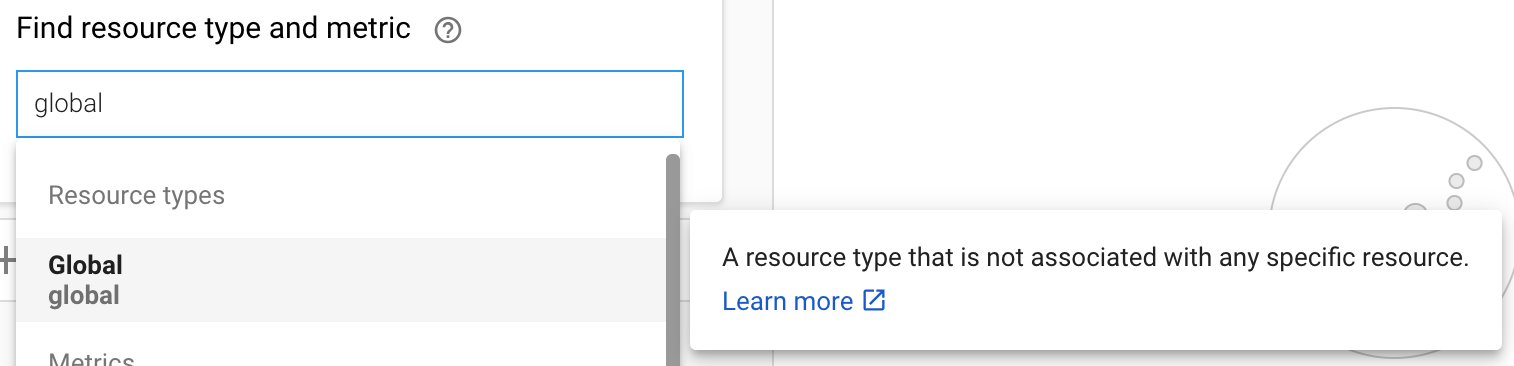 Find resource type and metric
global
Resource types
Global
global
A resource type that is not associated with any specific resource.
Learn more
Metrics